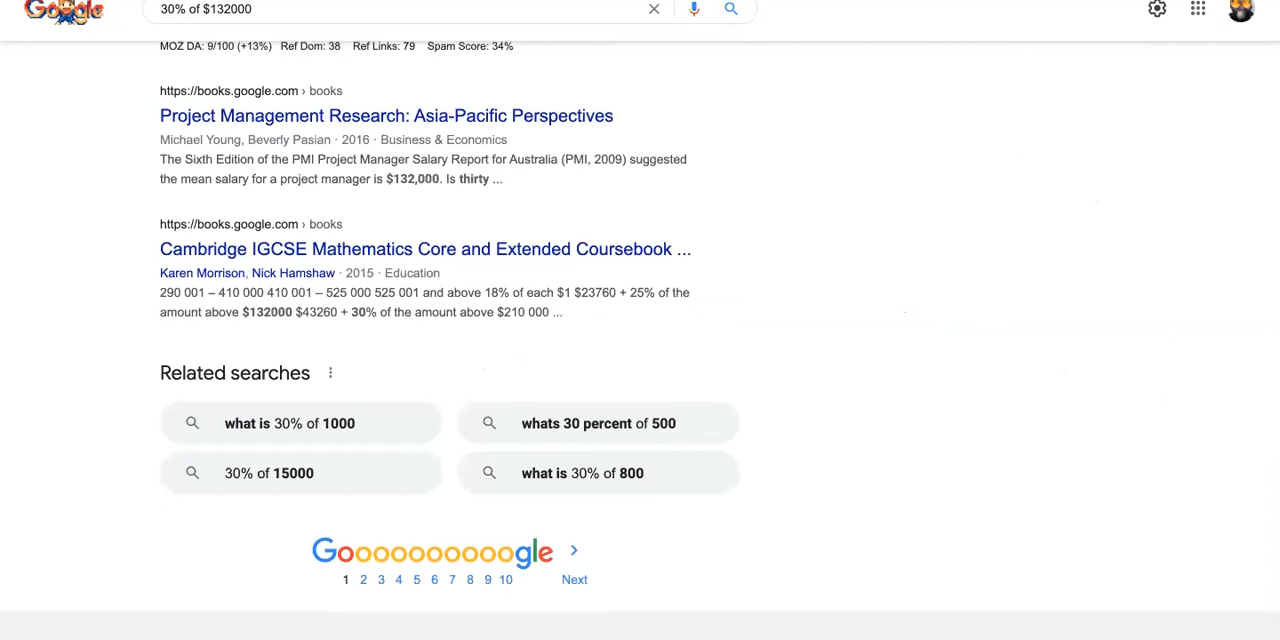 Google
30% of $132000
MOZ DA: 9/100 (+13%) Ref Dom: 38 Ref Links: 79 Spam Score: 34%
https://books.google.com › books
Project Management Research: Asia-Pacific Perspectives
Michael Young, Beverly Pasian · 2016 · Business & Economics
The Sixth Edition of the PMI Project Manager Salary Report for Australia (PMI, 2009) suggested
the mean salary for a project manager is $132,000. Is thirty ...
https://books.google.com › books
Cambridge IGCSE Mathematics Core and Extended Coursebook ...
Karen Morrison, Nick Hamshaw · 2015 · Education
290 001 – 410 000 410 001 – 525 000 525 001 and above 18% of each $1 $23760 + 25% of the
amount above $132000 $43260 + 30% of the amount above $210 000 ...
Related searches
what is 30% of 1000
whats 30 percent of 500
30% of 15000
what is 30% of 800
Goooooooooogle >
1 2 3 4 5 6 7 8 9 10 Next